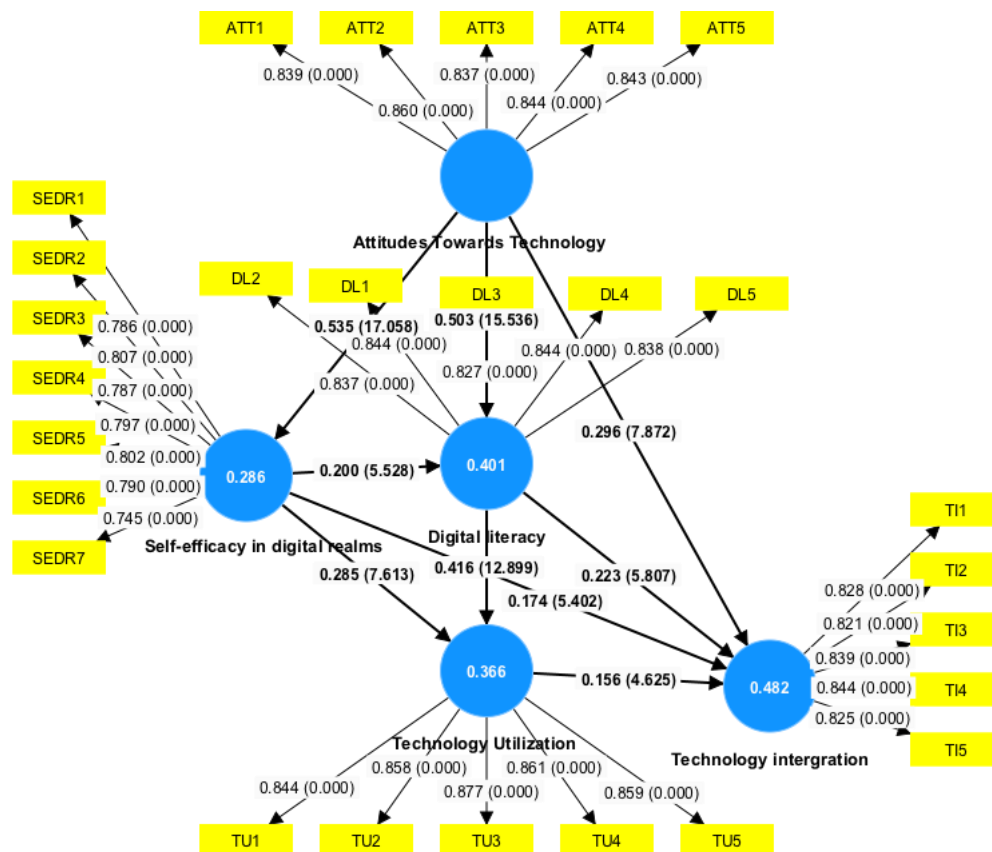 ATT1 ATT2 ATT3 ATT4 ATT5
0.839 (0.000) 0.860 (0.000) 0.837 (0.000) 0.844 (0.000) 0.843 (0.000)
Attitudes Towards Technology
SEDR1
SEDR2
SEDR3
SEDR4
SEDR5
SEDR6
SEDR7
0.786 (0.000)
0.807 (0.000)
0.787 (0.000)
0.797 (0.000)
0.802 (0.000)
0.790 (0.000)
0.745 (0.000)
DL2 DL1 DL3 DL4 DL5
0.535 (17.058) 0.503 (15.536)
0.837 (0.000) 0.844 (0.000) 0.827 (0.000) 0.844 (0.000) 0.838 (0.000)
0.296 (7.872)
0.286
0.200 (5.528)
0.401
Self-efficacy in digital realms
Digital literacy
0.285 (7.613)
0.416 (12.899)
0.174 (5.402)
0.223 (5.807)
0.366
0.156 (4.625)
0.482
Technology Utilization
Technology intergration
TI1
TI2
TI3
TI4
TI5
0.828 (0.000)
0.821 (0.000)
0.839 (0.000)
0.844 (0.000)
0.825 (0.000)
0.844 (0.000) 0.858 (0.000) 0.877 (0.000) 0.861 (0.000) 0.859 (0.000)
TU1 TU2 TU3 TU4 TU5